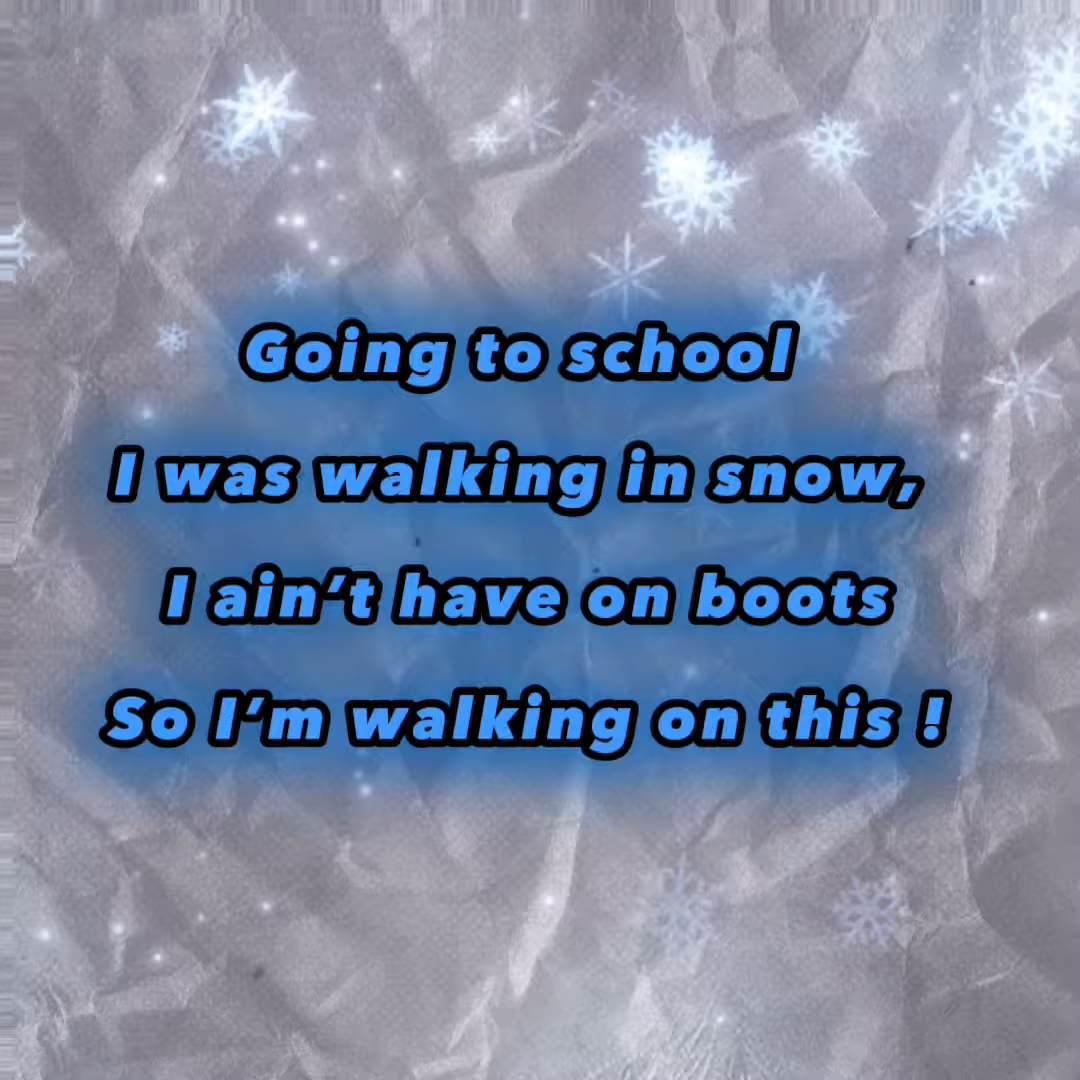 Going to school
I was walking in snow,
I ain’t have on boots
So I’m walking on this !